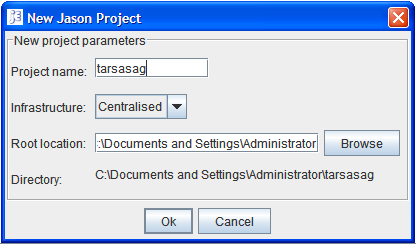 New Jason Project
New project parameters
Project name: tarsasag
Infrastructure: Centralised
Root location: :\Documents and Settings\Administrator Browse
Directory: C:\Documents and Settings\Administrator\tarsasag
Ok Cancel